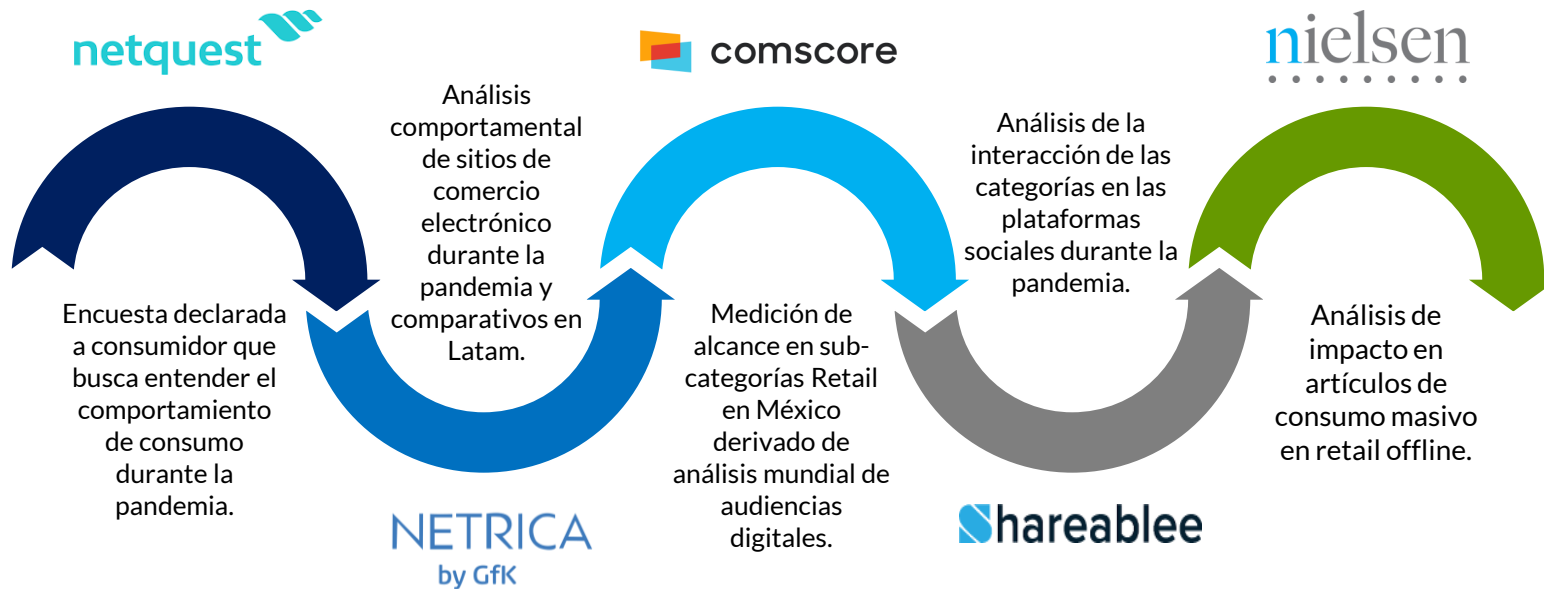 netquest
Encuesta declarada
a consumidor que
busca entender el
comportamiento
de consumo
durante la
pandemia.
Análisis
comportamental
de sitios de
comercio
electrónico
durante la
pandemia y
comparativos en
Latam.
NETRICA
by GfK
comscore
Medición de
alcance en sub-
categorías Retail
en México
derivado de
análisis mundial de
audiencias
digitales.
Análisis de la
interacción de las
categorías en las
plataformas
sociales durante la
pandemia.
Shareablee
nielsen
Análisis de
impacto en
artículos de
consumo masivo
en retail offline.